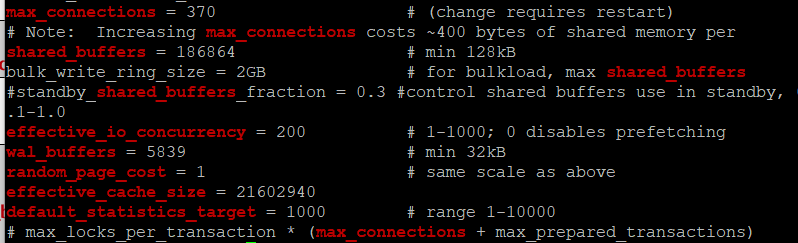 max_connections = 370 # (change requires restart)
# Note: Increasing max_connections costs ~400 bytes of shared memory per
shared_buffers = 186864 # min 128kB
bulk_write_ring_size = 2GB # for bulkload, max shared_buffers
#standby_shared_buffers_fraction = 0.3 #control shared buffers use in standby,
.1-1.0
effective_io_concurrency = 200 # 1-1000; 0 disables prefetching
wal_buffers = 5839 # min 32kB
random_page_cost = 1 # same scale as above
effective_cache_size = 21602940
default_statistics_target = 1000 # range 1-10000
# max_locks_per_transaction * (max_connections + max_prepared_transactions)